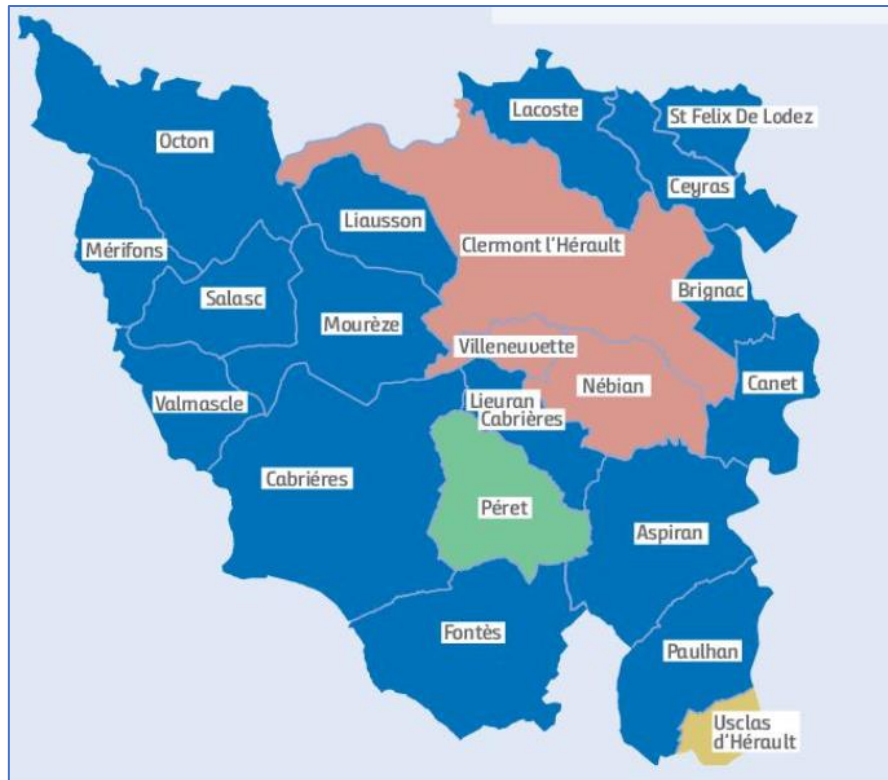 Lacoste
St Felix De Lodez
Octon
Ceyras
Liausson
Clermont l'Hérault
Mérifons
Brignac
Salasc
Mourèze
Villeneuvette
Nébian
Canet
Valmascle
Lieuran
Cabrières
Cabriéres
Péret
Aspiran
Fontès
Paulhan
Usclas
d'Hérault